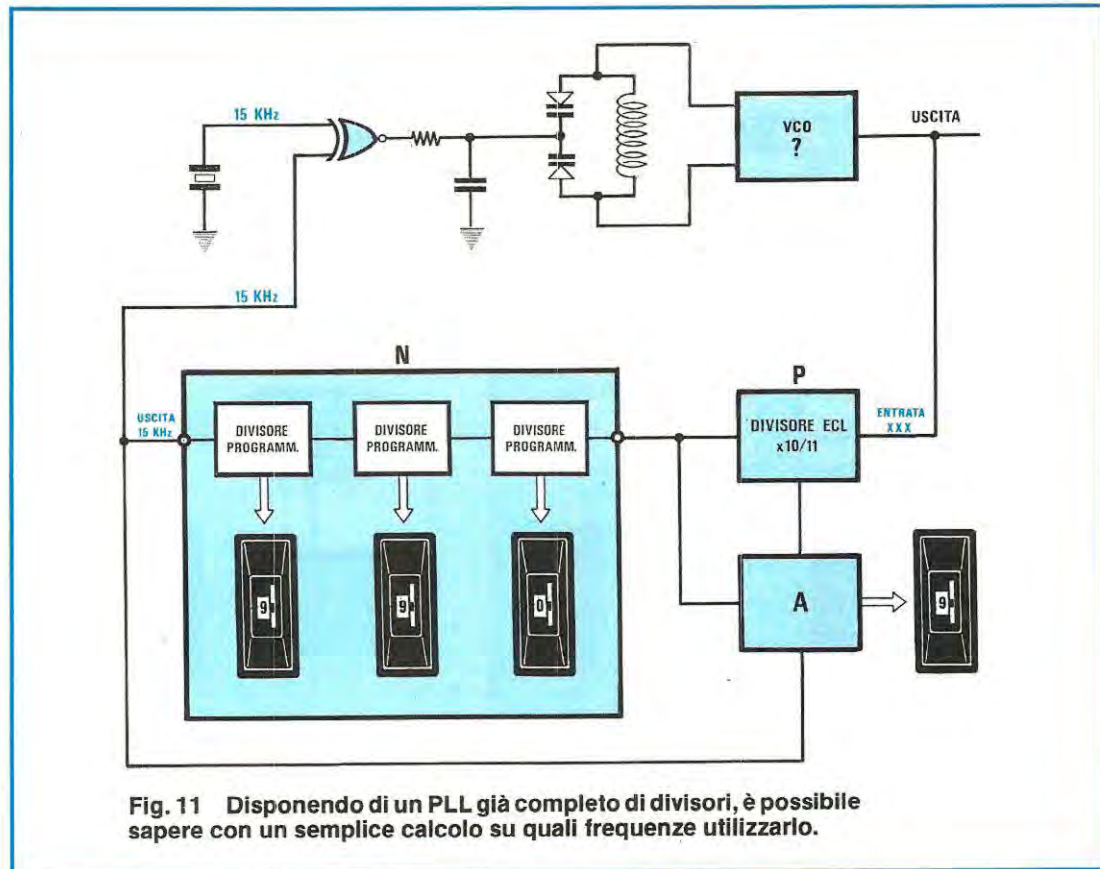 15 KHz
VCO
?
USCITA
15 KHz
N
P
USCITA
15 KHz
DIVISORE
PROGRAMM.
DIVISORE
PROGRAMM.
DIVISORE
PROGRAMM.
DIVISORE ECL
x10/11
ENTRATA
XXX
9
9
0
A
9
Fig. 11 Disponendo di un PLL già completo di divisori, è possibile
sapere con un semplice calcolo su quali frequenze utilizzarlo.